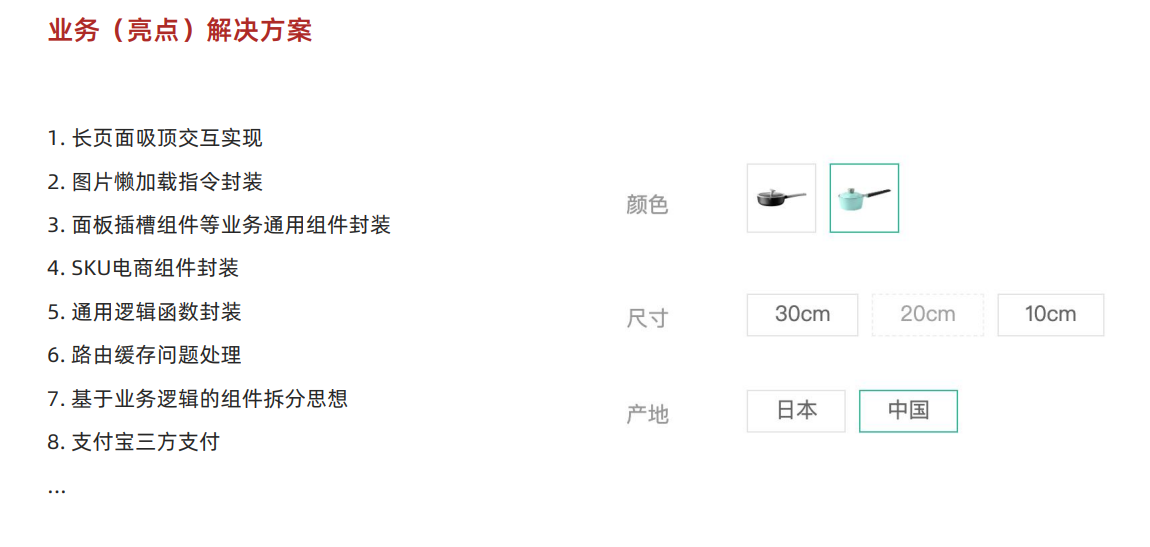 业务（亮点）解决方案
1. 长页面吸顶交互实现
2. 图片懒加载指令封装
3. 面板插槽组件等业务通用组件封装
4. SKU电商组件封装
5. 通用逻辑函数封装
6. 路由缓存问题处理
7. 基于业务逻辑的组件拆分思想
8. 支付宝三方支付
...
颜色
尺寸 30cm 20cm 10cm
产地 日本 中国